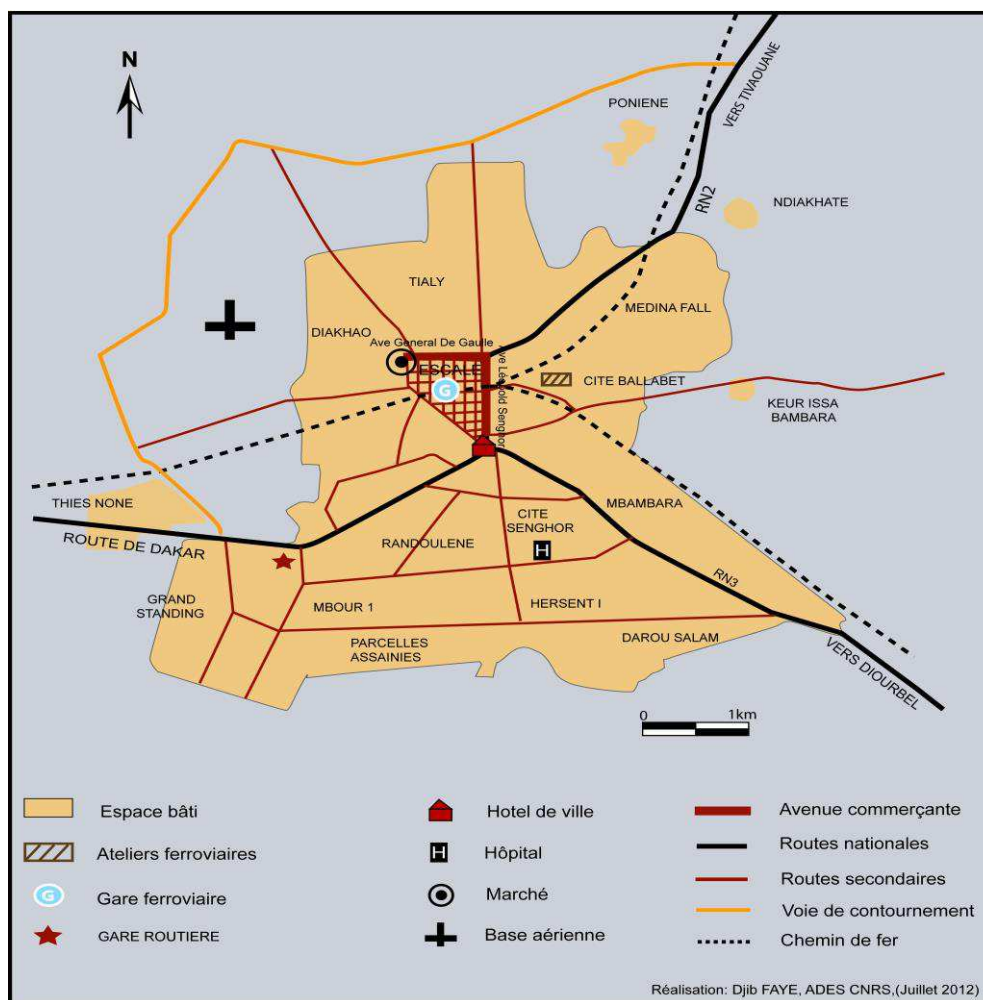 N
PONIENE
VERS TIVAOUANE
RN2
NDIAKHATE
TIALY
MEDINA FALL
DIAKHAO
Ave General De Gaulle
ESCALE
Ave Léopold Senghor
G
CITE BALLABET
KEUR ISSA
BAMBARA
THIES NONE
ROUTE DE DAKAR
CITE
SENGHOR
MBAMBARA
RANDOULENE
H
RN3
GRAND
STANDING
MBOUR 1
HERSENT I
PARCELLES
ASSAINIES
DAROU SALAM
VERS DIOURBEL
0 1km
Espace bâti
Ateliers ferroviaires
G Gare ferroviaire
GARE ROUTIERE
Hotel de ville
H Hôpital
Marché
Base aérienne
Avenue commerçante
Routes nationales
Routes secondaires
Voie de contournement
Chemin de fer
Réalisation: Djib FAYE, ADES CNRS,(Juillet 2012)